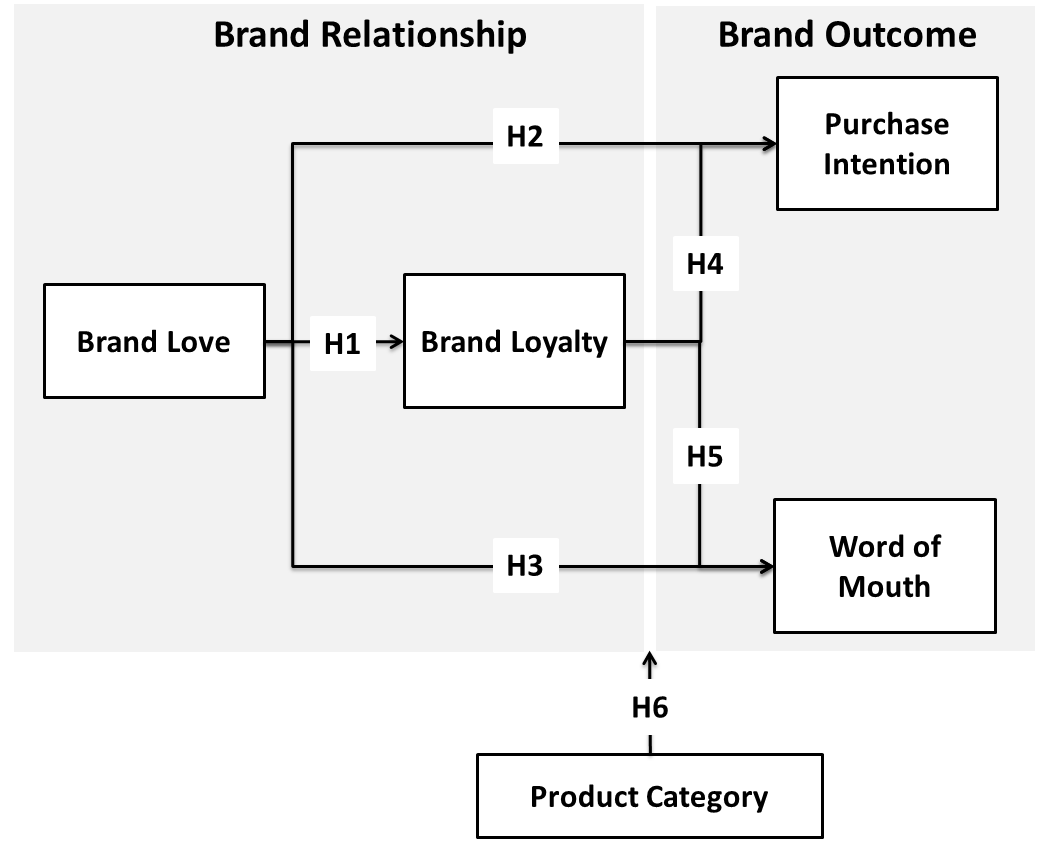 Brand Relationship
Brand Outcome
H2
Purchase
Intention
H4
Brand Love
H1
Brand Loyalty
H5
H3
Word of
Mouth
H6
Product Category